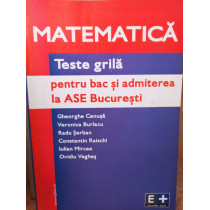 MATEMATICĂ
Teste grilă
pentru bac și admiterea
la ASE București
Gheorghe Cenușă
Veronica Burlacu
Radu Șerban
Constantin Raischi
Iulian Mircea
Ovidiu Vegheș
E+